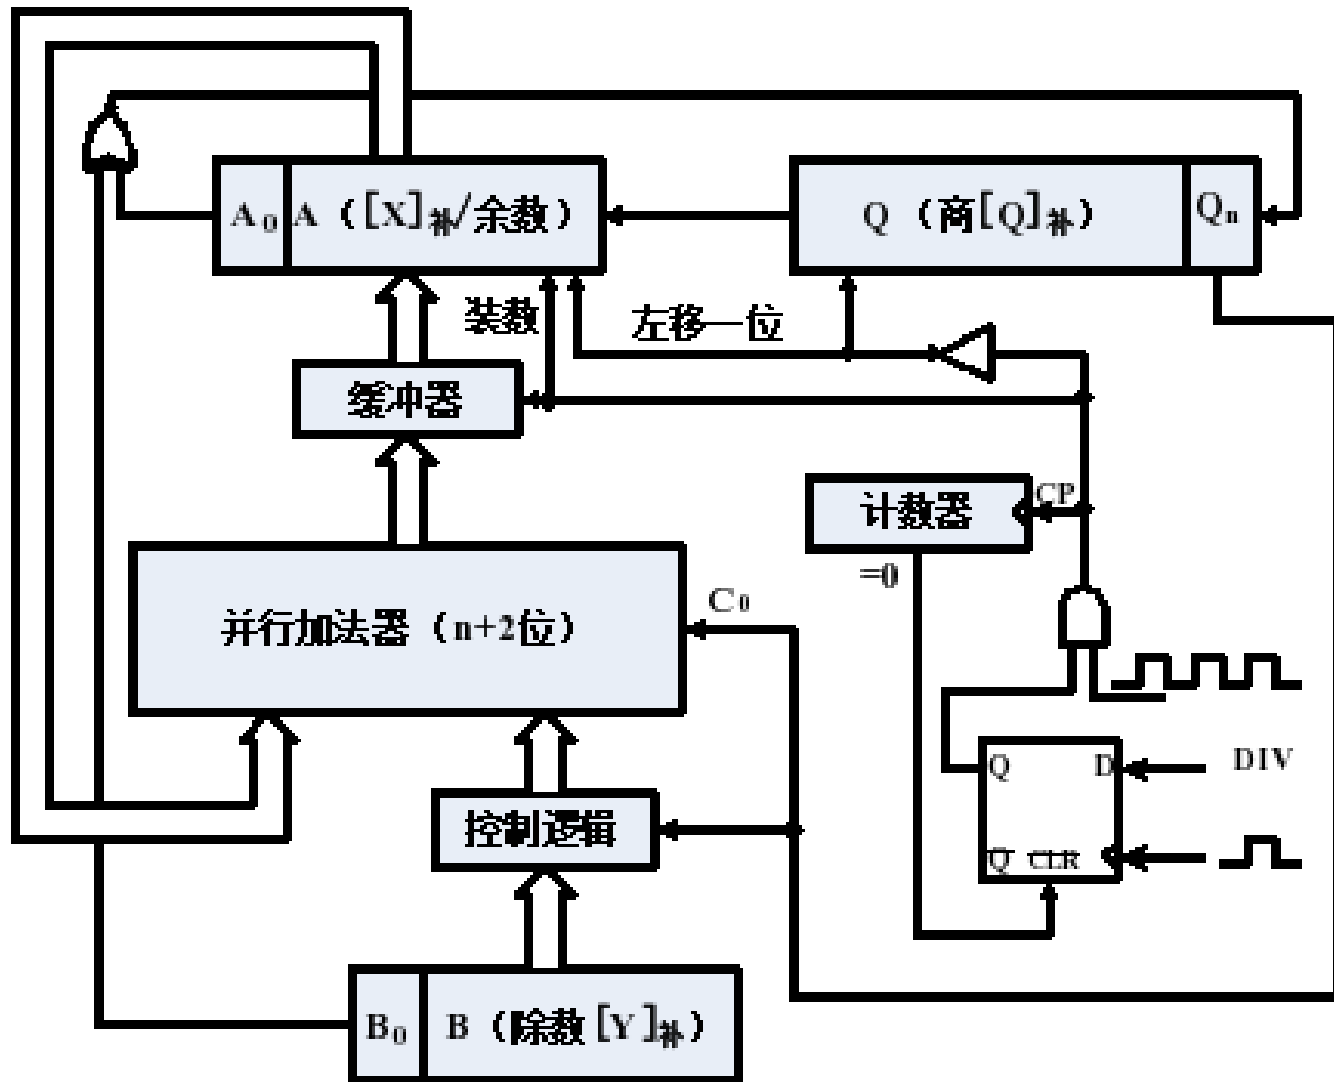 A0 A（[X]补/余数）
Q（商[Q]补） Qn
装数
左移一位
缓冲器
计数器
CP
=0
C0
并行加法器（n+2位）
Q D
DIV
控制逻辑
Q CLR
B0 B（除数[Y]补）